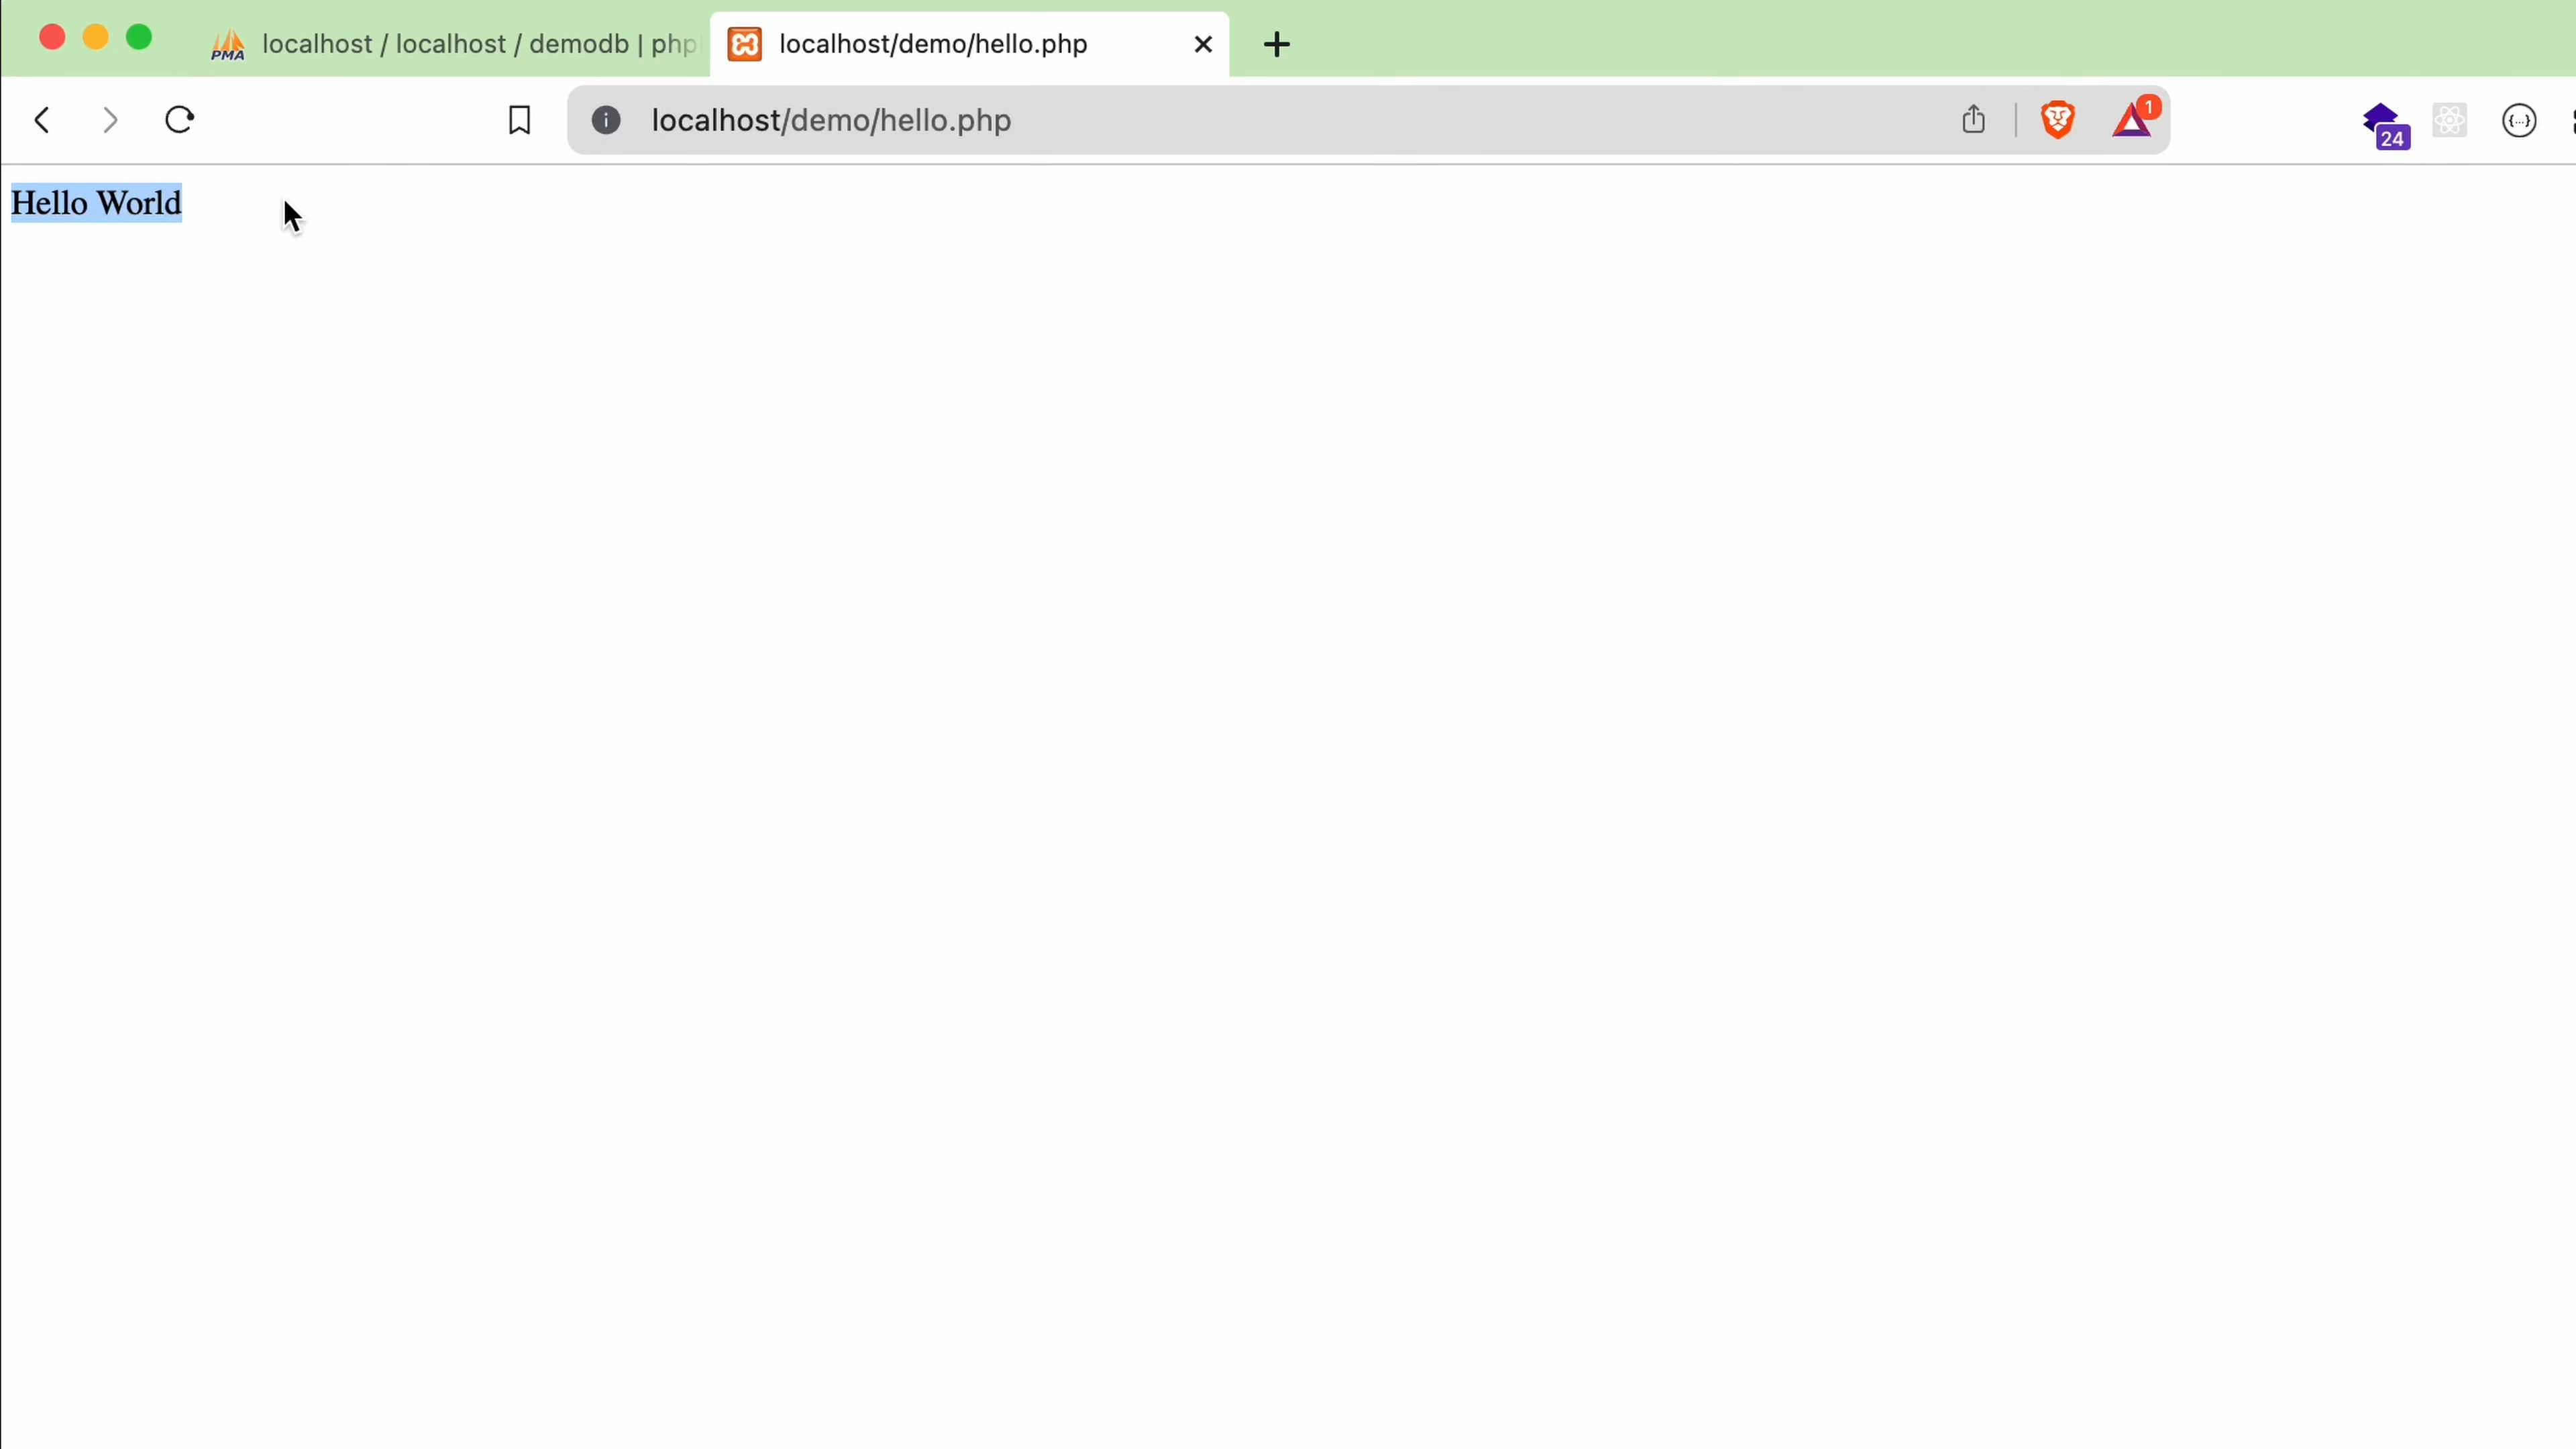 localhost / localhost / demodb | php
localhost/demo/hello.php
PMA
localhost/demo/hello.php
1
24
{...}
Hello World